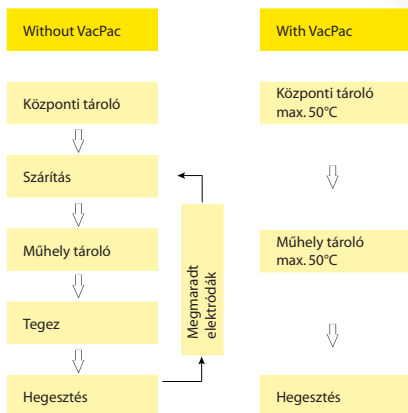 Without VacPac
Központi tároló
Szárítás
Műhely tároló
Tegez
Hegesztés
Megmaradt
elektródák
With VacPac
Központi tároló
max. 50°C
Műhely tároló
max. 50°C
Hegesztés